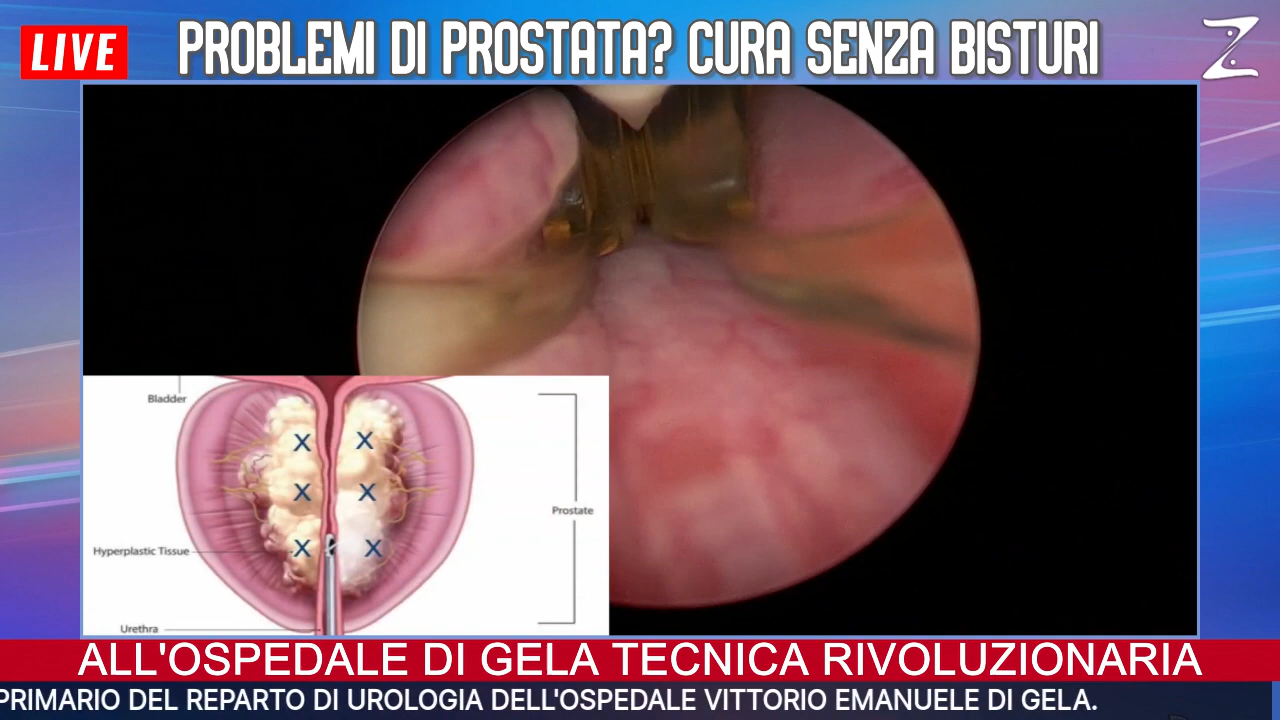 LIVE
PROBLEMI DI PROSTATA? CURA SENZA BISTURI
Z
Bladder
X X
X X
Prostate
Hyperplastic Tissue
X X
Urethra
ALL'OSPEDALE DI GELA TECNICA RIVOLUZIONARIA
PRIMARIO DEL REPARTO DI UROLOGIA DELL'OSPEDALE VITTORIO EMANUELE DI GELA.